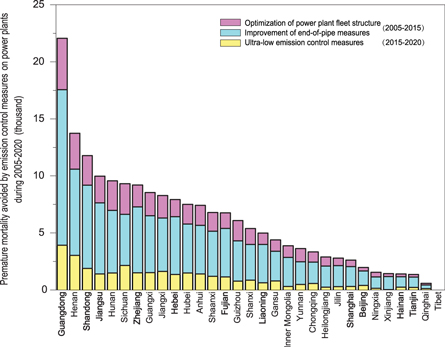 Premature mortality avoided by emission control measures on power plants
during 2005-2020 (thousand)
25
20
15
10
5
0
Optimization of power plant fleet structure
Improvement of end-of-pipe measures
(2005-2015)
Ultra-low emission control measures
(2015-2020)
Guangdong
Henan
Shandong
Jiangsu
Hunan
Sichuan
Zhejiang
Guangxi
Jiangxi
Hebei
Hubei
Anhui
Shaanxi
Fujian
Guizhou
Shanxi
Liaoning
Gansu
Inner Mongolia
Yunnan
Chongqing
Heilongjiang
Jilin
Shanghai
Beijing
Ningxia
Xinjiang
Hainan
Tianjin
Qinghai
Tibet